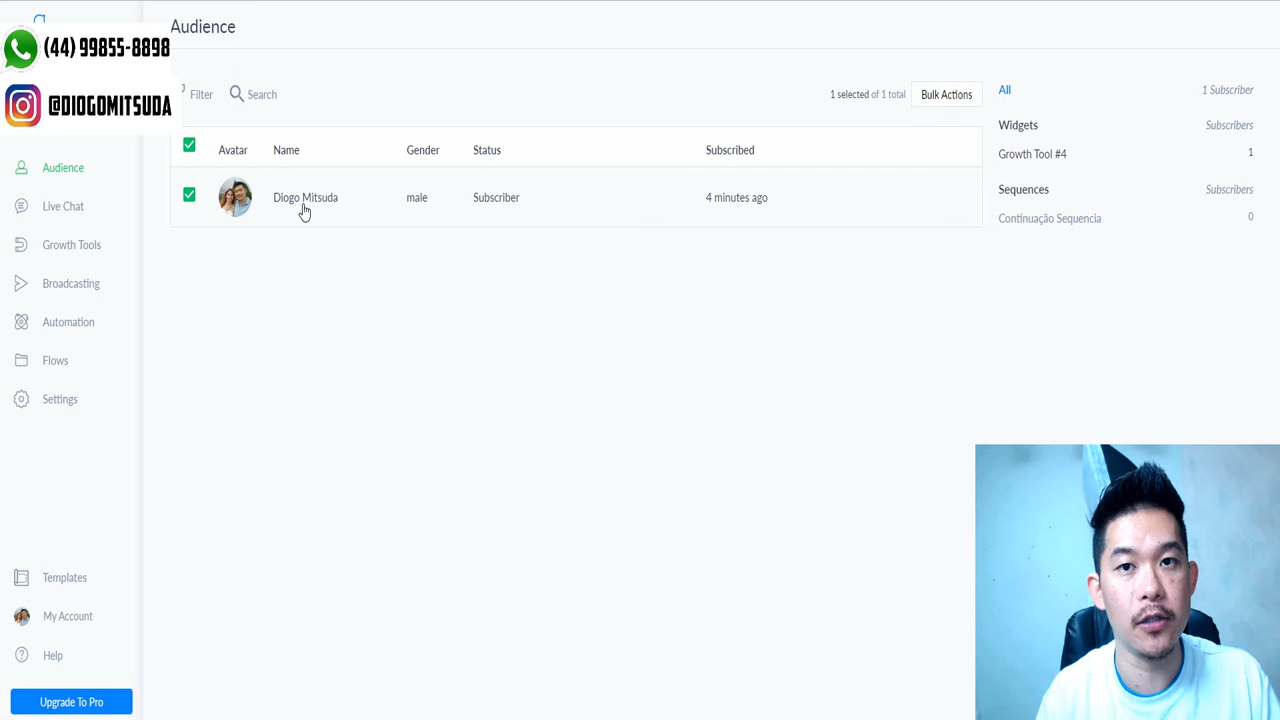 Audience
(44) 99855-8898
@DIOGOMITSUDA
Filter
Search
1 selected of 1 total
Bulk Actions
Avatar
Name
Gender
Status
Subscribed
Diogo Mitsuda
male
Subscriber
4 minutes ago
All
1 Subscriber
Widgets
Subscribers
Growth Tool #4
1
Sequences
Subscribers
Continuação Sequencia
0
Audience
Live Chat
Growth Tools
Broadcasting
Automation
Flows
Settings
Templates
My Account
Help
Upgrade To Pro